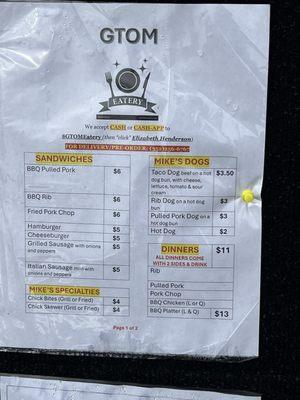 GTOM
EATERY
We accept CASH or CASH-APP to
$GTOMEatery (then "click" Elizabeth Henderson)
FOR DELIVERY/PRE-ORDER:
SANDWICHES
BBQ Pulled Pork $6
BBQ Rib $6
Fried Pork Chop $6
Hamburger $5
Cheeseburger $5
Grilled Sausage with onions and peppers $5
Italian Sausage mild with onions and peppers $5
MIKE'S SPECIALTIES
Chick Bites (Grill or Fried) $4
Chick Skewer (Grill or Fried) $4
MIKE'S DOGS
Taco Dog beef on a hot $3.50
dog bun, with cheese,
lettuce, tomato & sour
cream
Rib Dog on a hot dog $3
bun
Pulled Pork Dog on a $3
hot dog bun
Hot Dog $2
DINNERS $11
ALL DINNERS COME
WITH 2 SIDES & DRINK
Rib
Pulled Pork
Pork Chop
BBQ Chicken (L or Q)
BBQ Platter (L & Q) $13
Page 1 of 2